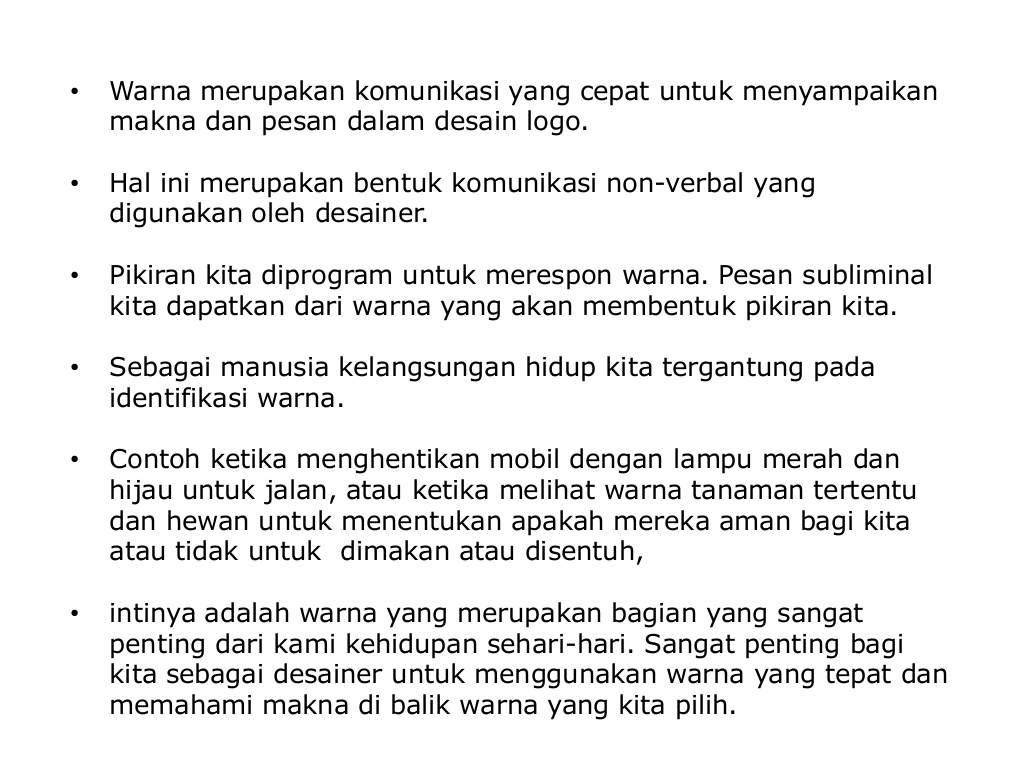 • Warna merupakan komunikasi yang cepat untuk menyampaikan
makna dan pesan dalam desain logo.
• Hal ini merupakan bentuk komunikasi non-verbal yang
digunakan oleh desainer.
• Pikiran kita diprogram untuk merespon warna. Pesan subliminal
kita dapatkan dari warna yang akan membentuk pikiran kita.
• Sebagai manusia kelangsungan hidup kita tergantung pada
identifikasi warna.
• Contoh ketika menghentikan mobil dengan lampu merah dan
hijau untuk jalan, atau ketika melihat warna tanaman tertentu
dan hewan untuk menentukan apakah mereka aman bagi kita
atau tidak untuk  dimakan atau disentuh,
• intinya adalah warna yang merupakan bagian yang sangat
penting dari kami kehidupan sehari-hari. Sangat penting bagi
kita sebagai desainer untuk menggunakan warna yang tepat dan
memahami makna di balik warna yang kita pilih.